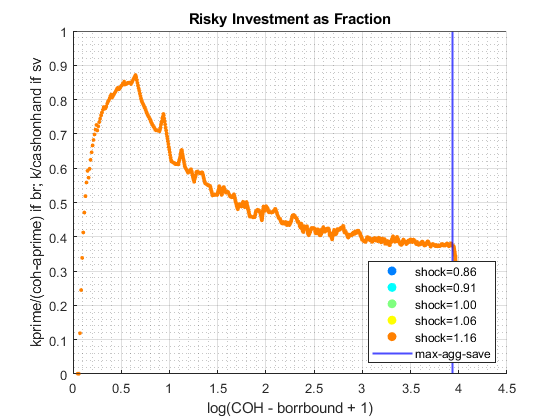 Risky Investment as Fraction
kprime/(coh-aprime) if br; k/cashonhand if sv
1
0.9
0.8
0.7
0.6
0.5
0.4
0.3
0.2
0.1
0
shock=0.86
shock=0.91
shock=1.00
shock=1.06
shock=1.16
max-agg-save
0 0.5 1 1.5 2 2.5 3 3.5 4 4.5
log(COH - borrbound + 1)